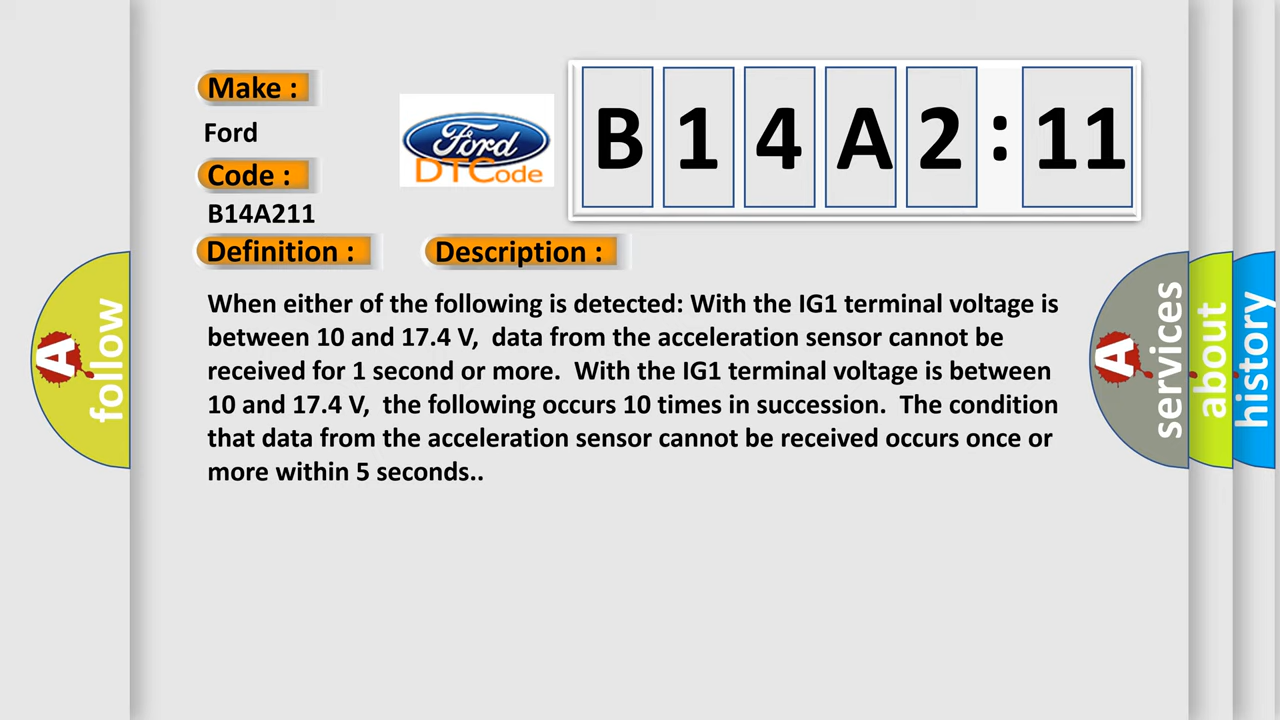 Make :
Ford
Code :
B14A211
Ford
DTCode
B14A2:11
Definition :
Description :
When either of the following is detected: With the IG1 terminal voltage is
between 10 and 17.4 V,  data from the acceleration sensor cannot be
received for 1 second or more.  With the IG1 terminal voltage is between
10 and 17.4 V,  the following occurs 10 times in succession.  The condition
that data from the acceleration sensor cannot be received occurs once or
more within 5 seconds..
A
follow
A
services
about
history